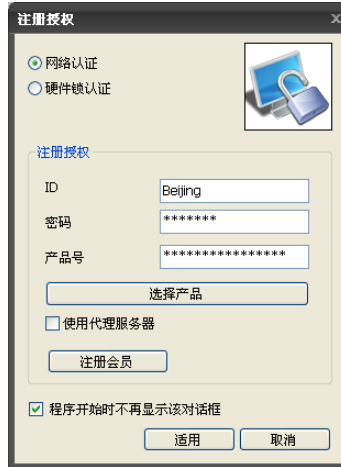 注册授权 x
网络认证
硬件锁认证
注册授权
ID Beijing
密码 *******
产品号 ****************
选择产品
使用代理服务器
注册会员
程序开始时不再显示该对话框
适用 取消